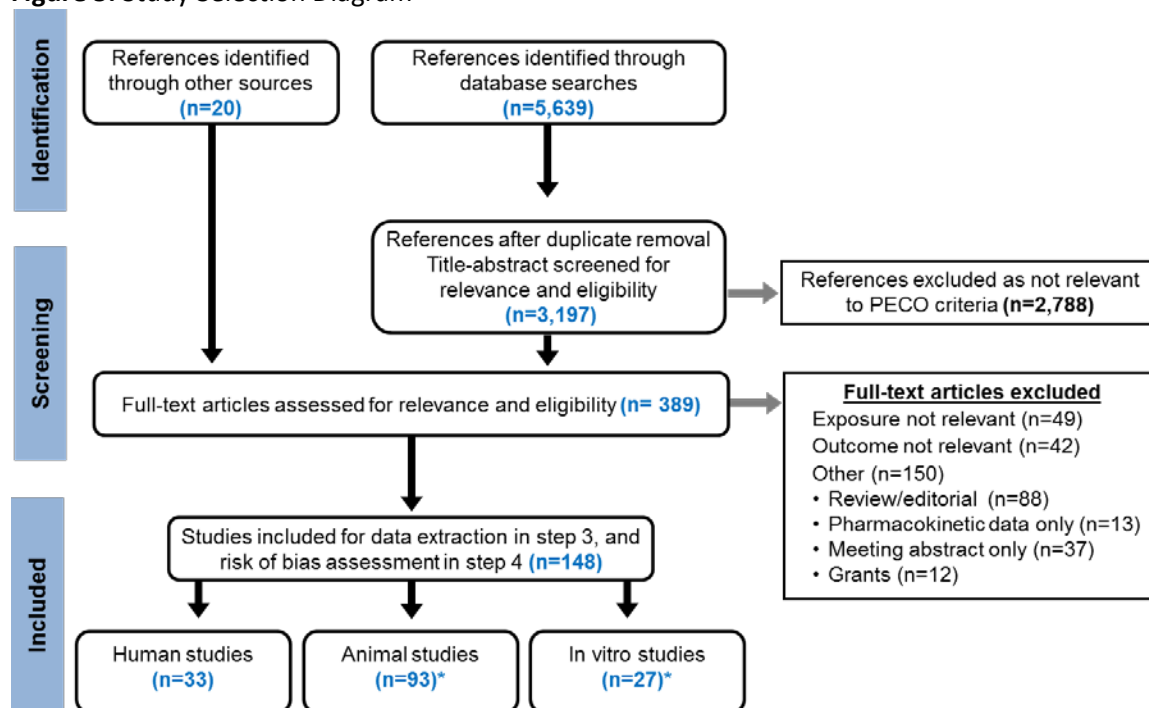 Study Selection Diagram
Identification
References identified
through other sources
(n=20)
References identified through
database searches
(n=5,639)
Screening
References after duplicate removal
Title-abstract screened for
relevance and eligibility
(n=3,197)
References excluded as not relevant
to PECO criteria (n=2,788)
Full-text articles assessed for relevance and eligibility (n= 389)
Full-text articles excluded
Exposure not relevant (n=49)
Outcome not relevant (n=42)
Other (n=150)
• Review/editorial (n=88)
• Pharmacokinetic data only (n=13)
• Meeting abstract only (n=37)
• Grants (n=12)
Included
Studies included for data extraction in step 3, and
risk of bias assessment in step 4 (n=148)
Human studies
(n=33)
Animal studies
(n=93)*
In vitro studies
(n=27)*